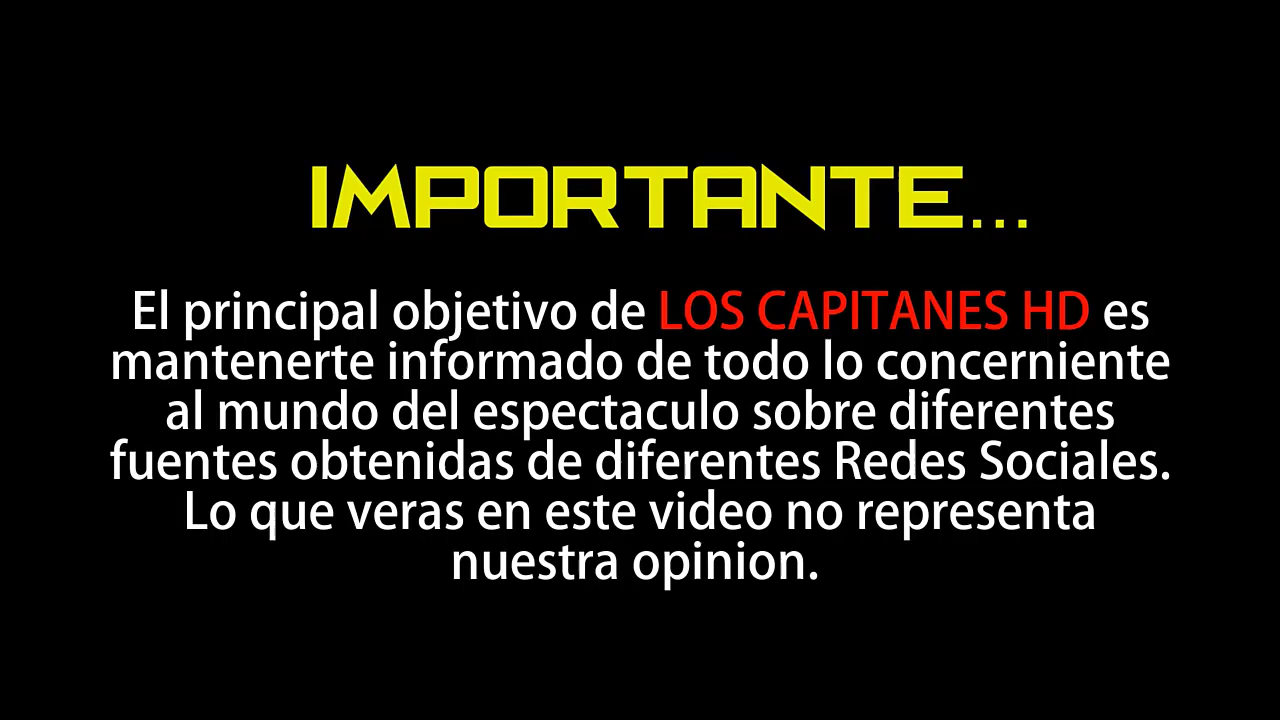 IMPORTANTE...
El principal objetivo de LOS CAPITANES HD es
mantenerte informado de todo lo concerniente
al mundo del espectaculo sobre diferentes
fuentes obtenidas de diferentes Redes Sociales.
Lo que veras en este video no representa
nuestra opinion.